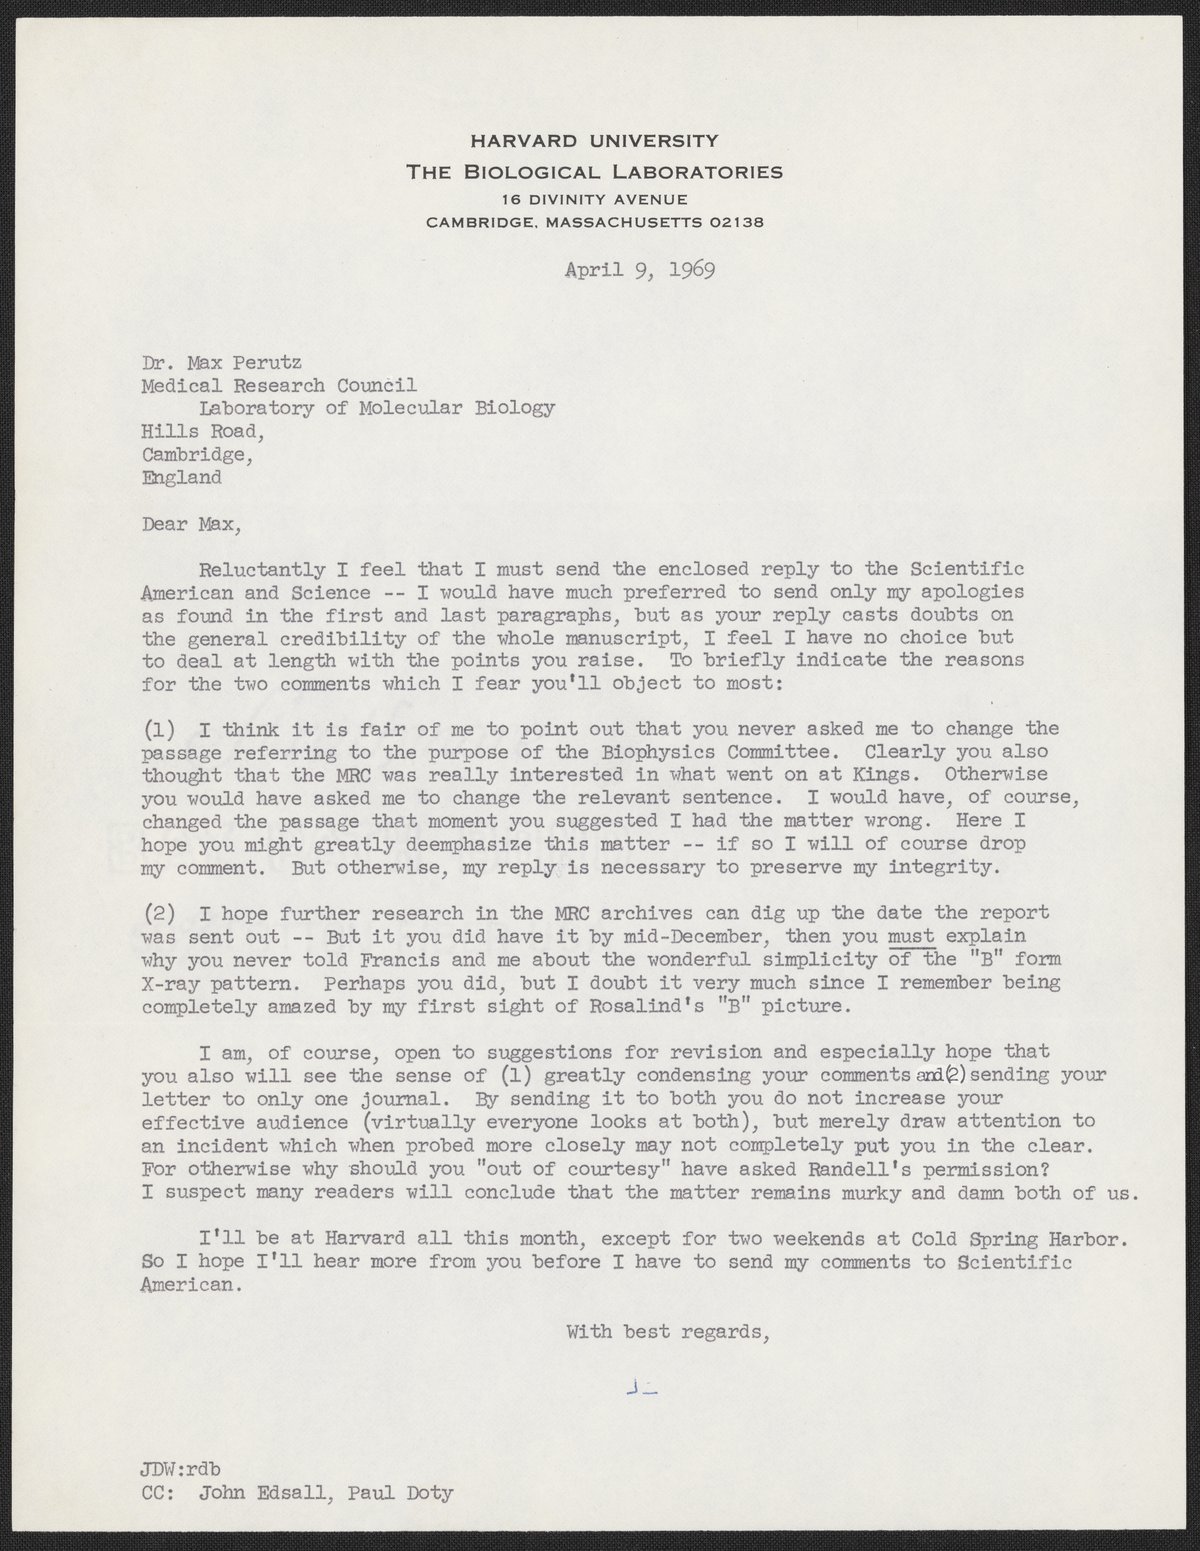 HARVARD UNIVERSITY
THE BIOLOGICAL LABORATORIES
16 DIVINITY AVENUE
CAMBRIDGE, MASSACHUSETTS 02138
April 9, 1969
Dr. Max Perutz
Medical Research Council
Laboratory of Molecular Biology
Hills Road,
Cambridge,
England
Dear Max,
Reluctantly I feel that I must send the enclosed reply to the Scientific
American and Science -- I would have much preferred to send only my apologies
as found in the first and last paragraphs, but as your reply casts doubts on
the general credibility of the whole manuscript, I feel I have no choice but
to deal at length with the points you raise. To briefly indicate the reasons
for the two comments which I fear you'll object to most:
(1) I think it is fair of me to point out that you never asked me to change the
passage referring to the purpose of the Biophysics Committee. Clearly you also
thought that the MRC was really interested in what went on at Kings. Otherwise
you would have asked me to change the relevant sentence. I would have, of course,
changed the passage that moment you suggested I had the matter wrong. Here I
hope you might greatly deemphasize this matter -- if so I will of course drop
my comment. But otherwise, my reply is necessary to preserve my integrity.
(2) I hope further research in the MRC archives can dig up the date the report
was sent out -- But it you did have it by mid-December, then you must explain
why you never told Francis and me about the wonderful simplicity of the "B" form
X-ray pattern. Perhaps you did, but I doubt it very much since I remember being
completely amazed by my first sight of Rosalind's "B" picture.
I am, of course, open to suggestions for revision and especially hope that
you also will see the sense of (1) greatly condensing your comments and (2) sending your
letter to only one journal. By sending it to both you do not increase your
effective audience (virtually everyone looks at both), but merely draw attention to
an incident which when probed more closely may not completely put you in the clear.
For otherwise why should you "out of courtesy" have asked Randell's permission?
I suspect many readers will conclude that the matter remains murky and damn both of us.
I'll be at Harvard all this month, except for two weekends at Cold Spring Harbor.
So I hope I'll hear more from you before I have to send my comments to Scientific
American.
With best regards,
JDW:rdb
CC: John Edsall, Paul Doty